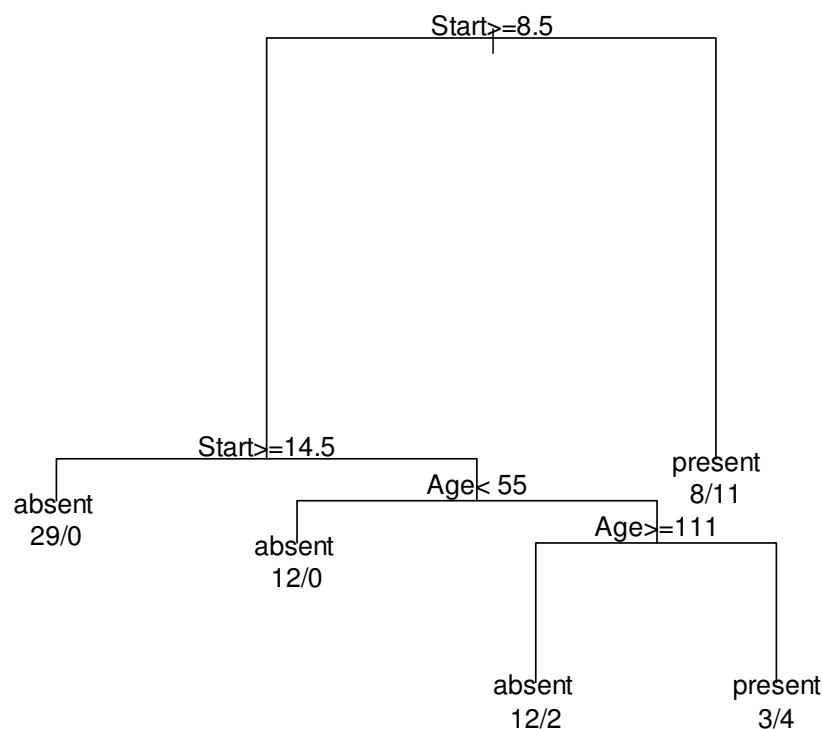 Start>=8.5
Start>=14.5
present
8/11
Age< 55
absent
29/0
Age>=111
absent
12/0
absent
12/2
present
3/4